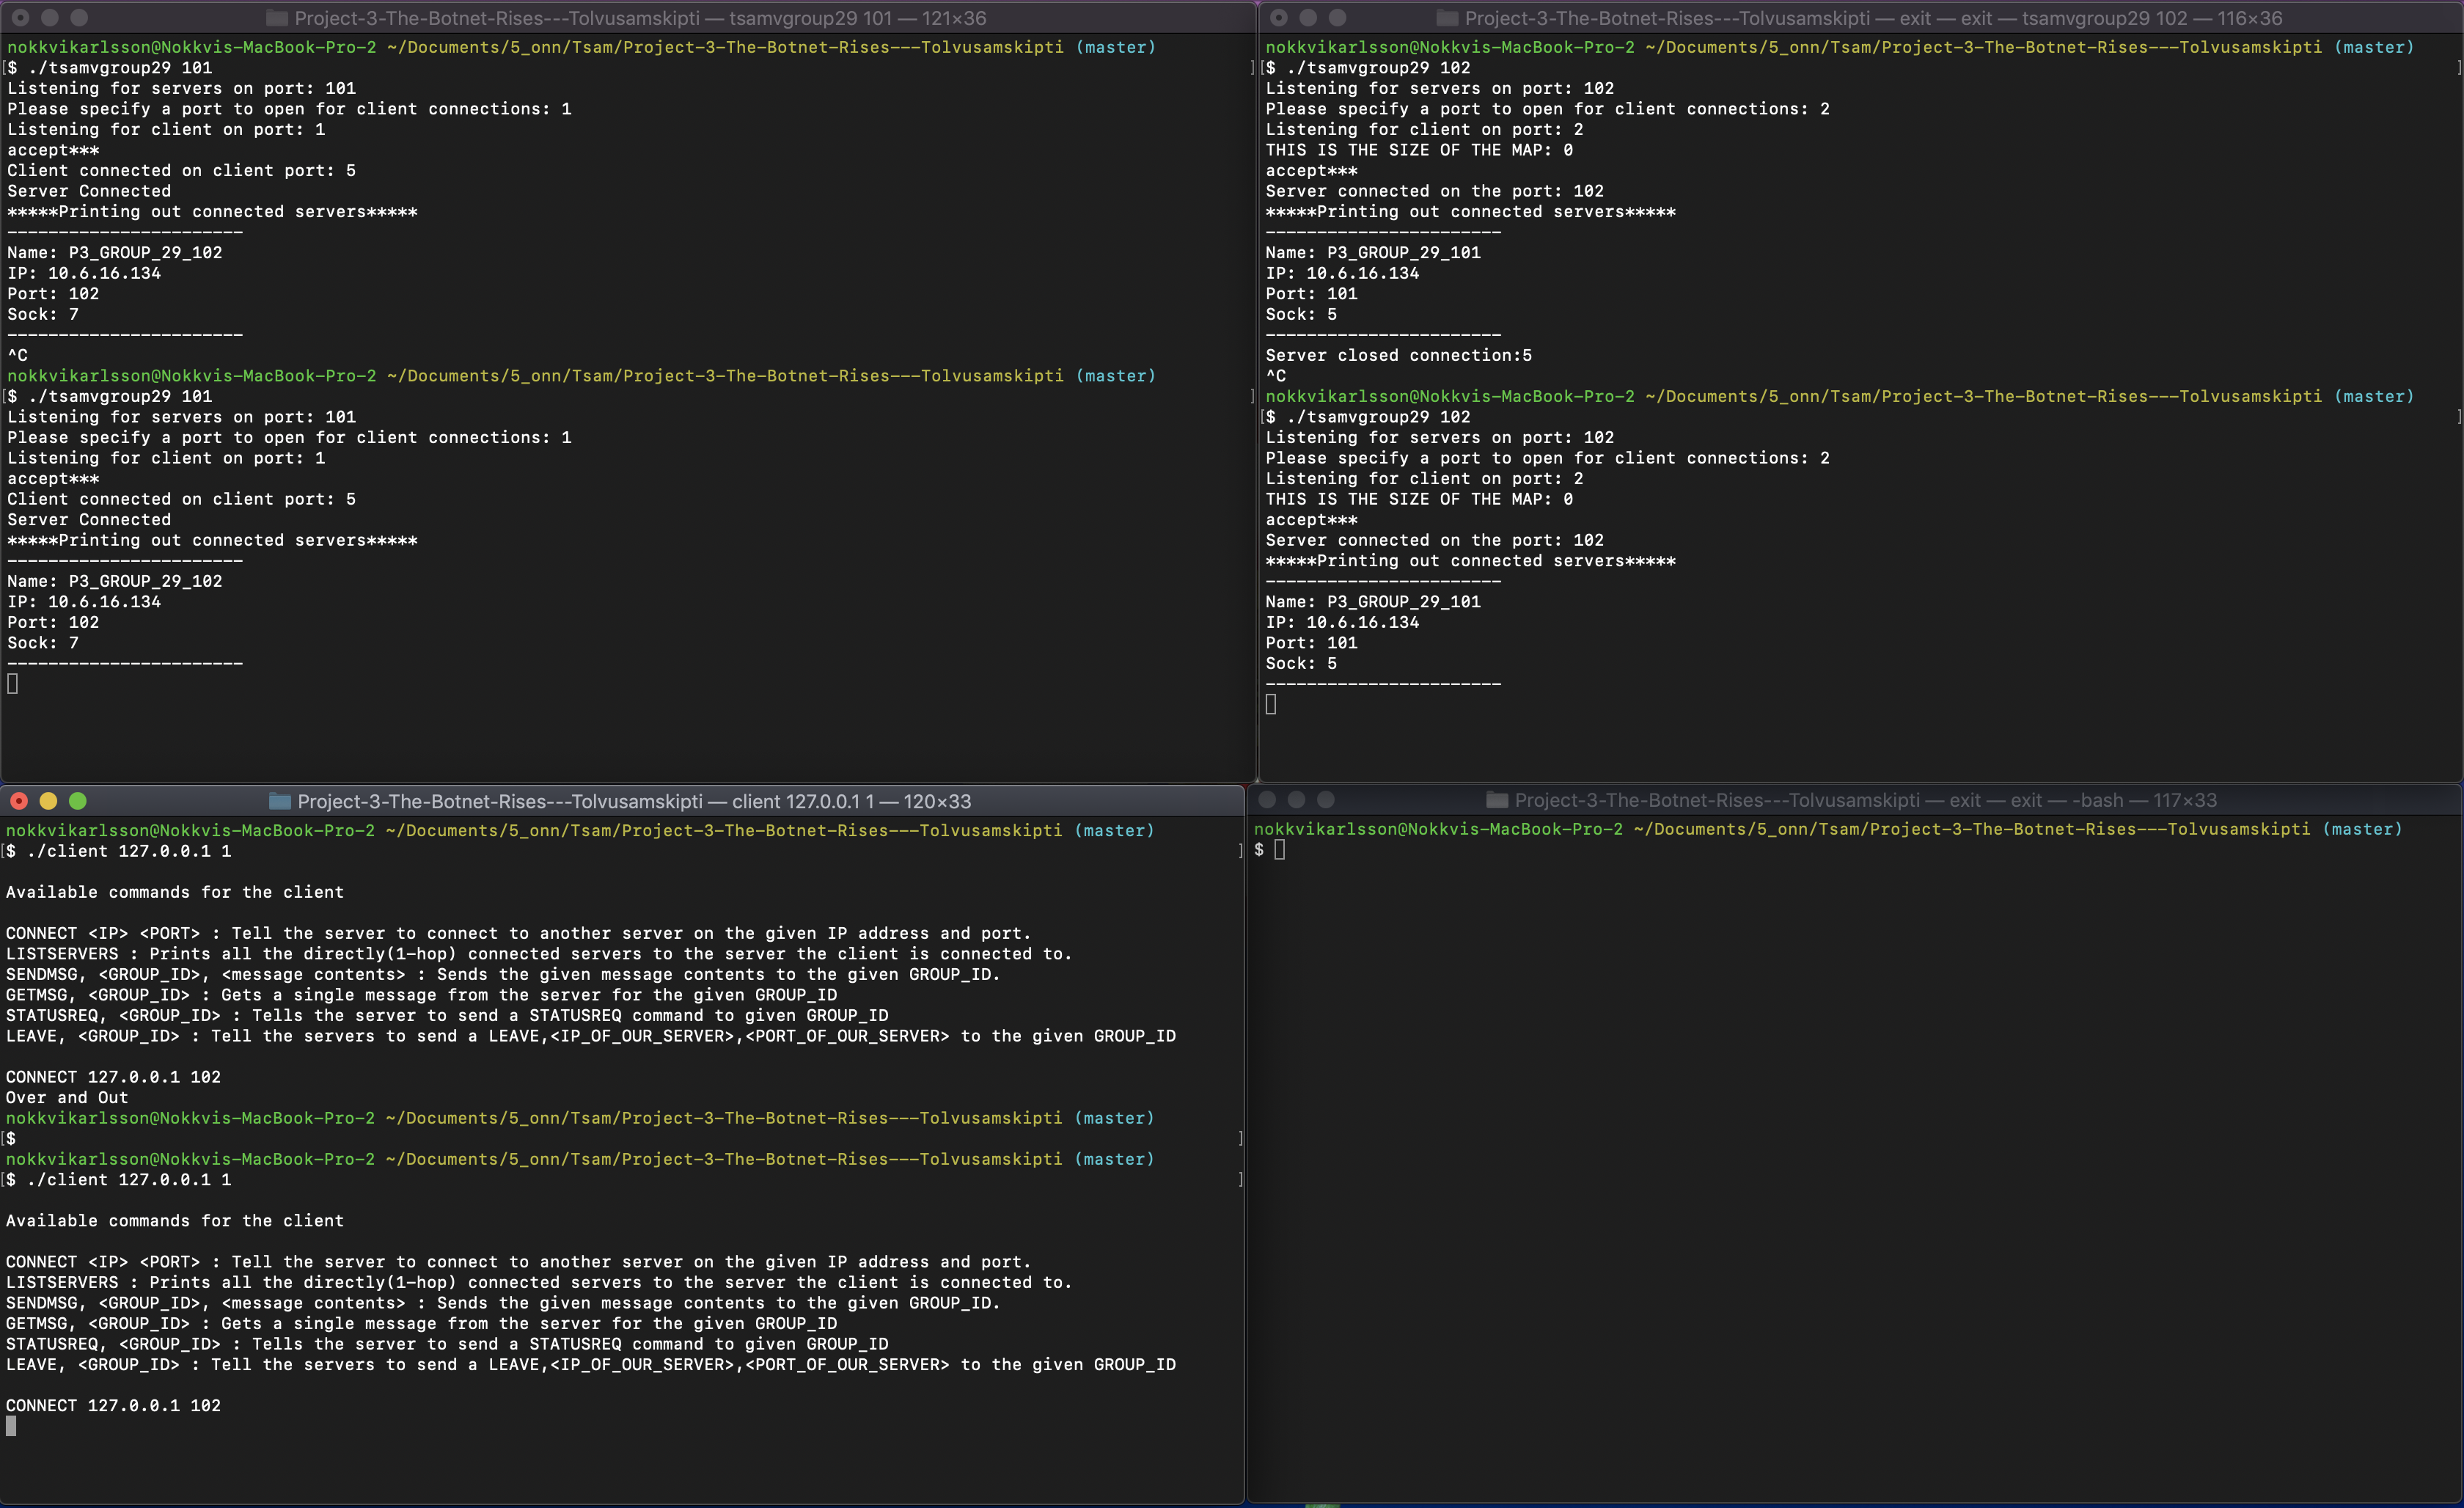 Project-3-The-Botnet-Rises---Tolvusamskipti — tsamvgroup29 101 — 121×36
nokkvikarlsson@Nokkvis-MacBook-Pro-2 ~/Documents/5_onn/Tsam/Project-3-The-Botnet-Rises---Tolvusamskipti (master)
[$ ./tsamvgroup29 101 ]
Listening for servers on port: 101
Please specify a port to open for client connections: 1
Listening for client on port: 1
accept***
Client connected on client port: 5
Server Connected
*****Printing out connected servers*****
-----------------------
Name: P3_GROUP_29_102
IP: 10.6.16.134
Port: 102
Sock: 7
-----------------------
^C
nokkvikarlsson@Nokkvis-MacBook-Pro-2 ~/Documents/5_onn/Tsam/Project-3-The-Botnet-Rises---Tolvusamskipti (master)
[$ ./tsamvgroup29 101 ]
Listening for servers on port: 101
Please specify a port to open for client connections: 1
Listening for client on port: 1
accept***
Client connected on client port: 5
Server Connected
*****Printing out connected servers*****
-----------------------
Name: P3_GROUP_29_102
IP: 10.6.16.134
Port: 102
Sock: 7
-----------------------
Project-3-The-Botnet-Rises---Tolvusamskipti — exit — exit — tsamvgroup29 102 — 116×36
nokkvikarlsson@Nokkvis-MacBook-Pro-2 ~/Documents/5_onn/Tsam/Project-3-The-Botnet-Rises---Tolvusamskipti (master)
[$ ./tsamvgroup29 102 ]
Listening for servers on port: 102
Please specify a port to open for client connections: 2
Listening for client on port: 2
THIS IS THE SIZE OF THE MAP: 0
accept***
Server connected on the port: 102
*****Printing out connected servers*****
-----------------------
Name: P3_GROUP_29_101
IP: 10.6.16.134
Port: 101
Sock: 5
-----------------------
Server closed connection:5
^C
nokkvikarlsson@Nokkvis-MacBook-Pro-2 ~/Documents/5_onn/Tsam/Project-3-The-Botnet-Rises---Tolvusamskipti (master)
[$ ./tsamvgroup29 102 ]
Listening for servers on port: 102
Please specify a port to open for client connections: 2
Listening for client on port: 2
THIS IS THE SIZE OF THE MAP: 0
accept***
Server connected on the port: 102
*****Printing out connected servers*****
-----------------------
Name: P3_GROUP_29_101
IP: 10.6.16.134
Port: 101
Sock: 5
-----------------------
Project-3-The-Botnet-Rises---Tolvusamskipti — client 127.0.0.1 1 — 120×33
nokkvikarlsson@Nokkvis-MacBook-Pro-2 ~/Documents/5_onn/Tsam/Project-3-The-Botnet-Rises---Tolvusamskipti (master)
[$ ./client 127.0.0.1 1 ]
Available commands for the client
CONNECT <IP> <PORT> : Tell the server to connect to another server on the given IP address and port.
LISTSERVERS : Prints all the directly(1-hop) connected servers to the server the client is connected to.
SENDMSG, <GROUP_ID>, <message contents> : Sends the given message contents to the given GROUP_ID.
GETMSG, <GROUP_ID> : Gets a single message from the server for the given GROUP_ID
STATUSREQ, <GROUP_ID> : Tells the server to send a STATUSREQ command to given GROUP_ID
LEAVE, <GROUP_ID> : Tell the servers to send a LEAVE,<IP_OF_OUR_SERVER>,<PORT_OF_OUR_SERVER> to the given GROUP_ID
CONNECT 127.0.0.1 102
Over and Out
nokkvikarlsson@Nokkvis-MacBook-Pro-2 ~/Documents/5_onn/Tsam/Project-3-The-Botnet-Rises---Tolvusamskipti (master)
[$ ]
nokkvikarlsson@Nokkvis-MacBook-Pro-2 ~/Documents/5_onn/Tsam/Project-3-The-Botnet-Rises---Tolvusamskipti (master)
[$ ./client 127.0.0.1 1 ]
Available commands for the client
CONNECT <IP> <PORT> : Tell the server to connect to another server on the given IP address and port.
LISTSERVERS : Prints all the directly(1-hop) connected servers to the server the client is connected to.
SENDMSG, <GROUP_ID>, <message contents> : Sends the given message contents to the given GROUP_ID.
GETMSG, <GROUP_ID> : Gets a single message from the server for the given GROUP_ID
STATUSREQ, <GROUP_ID> : Tells the server to send a STATUSREQ command to given GROUP_ID
LEAVE, <GROUP_ID> : Tell the servers to send a LEAVE,<IP_OF_OUR_SERVER>,<PORT_OF_OUR_SERVER> to the given GROUP_ID
CONNECT 127.0.0.1 102
Project-3-The-Botnet-Rises---Tolvusamskipti — exit — exit — -bash — 117×33
nokkvikarlsson@Nokkvis-MacBook-Pro-2 ~/Documents/5_onn/Tsam/Project-3-The-Botnet-Rises---Tolvusamskipti (master)
$